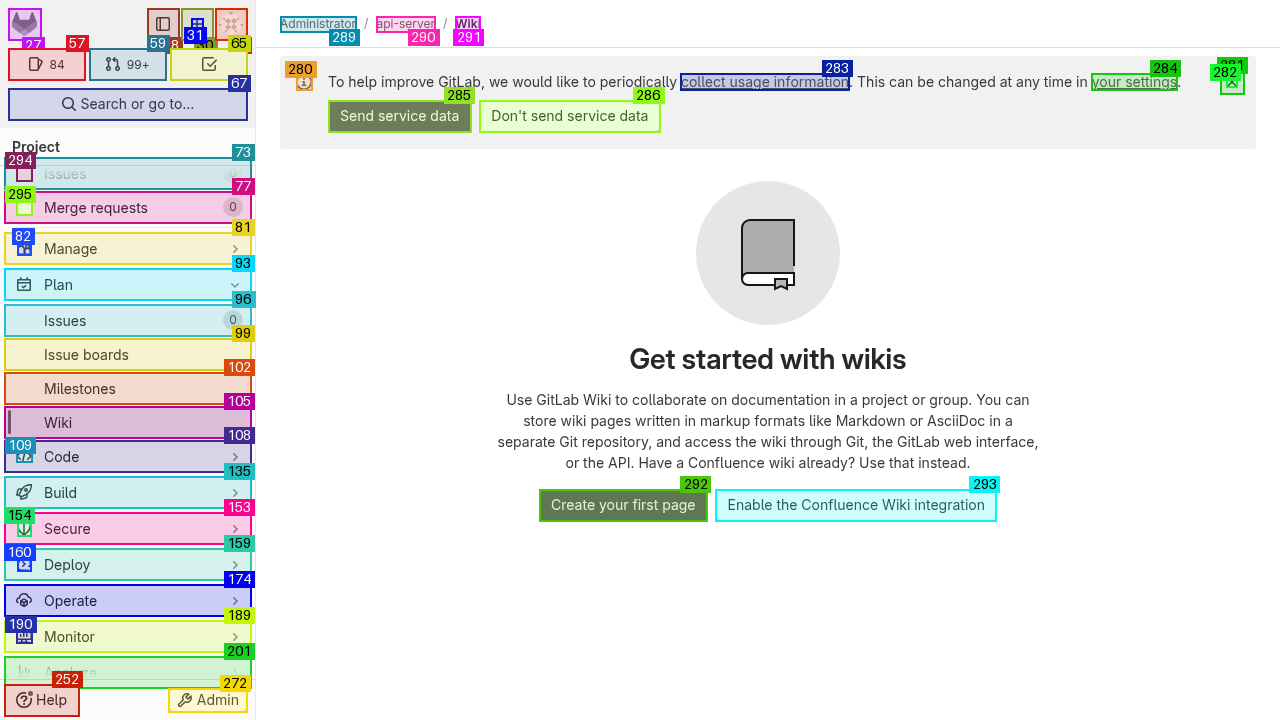 27
31
57
84
59
99+
65
67
Search or go to...
Project
294
73
Issues
295
77
Merge requests
0
81
82
Manage
93
Plan
96
Issues
0
99
Issue boards
102
Milestones
105
Wiki
109
108
Code
135
Build
153
154
Secure
159
160
Deploy
174
Operate
189
190
Monitor
201
Analyze
252
Help
272
Admin
Administrator / api-server / Wiki
289 290 291
280
To help improve GitLab, we would like to periodically collect usage information. This can be changed at any time in your settings.
283
284
282
285
286
Send service data
Don't send service data
Get started with wikis
Use GitLab Wiki to collaborate on documentation in a project or group. You can
store wiki pages written in markup formats like Markdown or AsciiDoc in a
separate Git repository, and access the wiki through Git, the GitLab web interface,
or the API. Have a Confluence wiki already? Use that instead.
292
293
Create your first page
Enable the Confluence Wiki integration